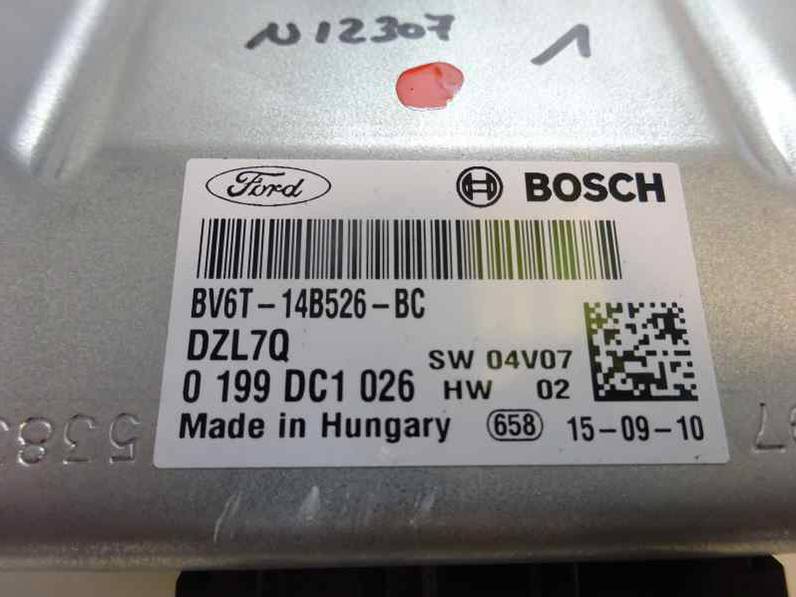 N12307 1
Ford BOSCH
BV6T-14B526-BC
DZL7Q
SW 04V07
0 199 DC1 026 HW 02
Made in Hungary 658 15-09-10